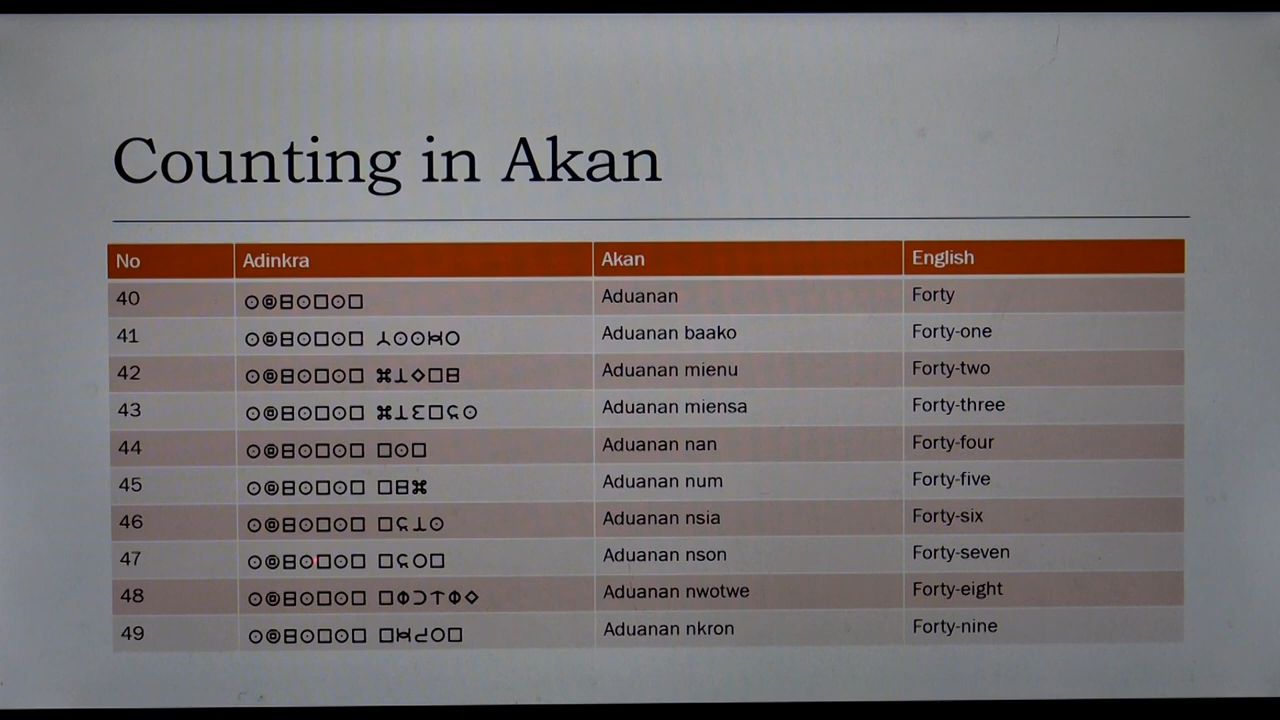 Counting in Akan
No Adinkra Akan English
40 Aduanan Forty
41 Aduanan baako Forty-one
42 Aduanan mienu Forty-two
43 Aduanan miensa Forty-three
44 Aduanan nan Forty-four
45 Aduanan num Forty-five
46 Aduanan nsia Forty-six
47 Aduanan nson Forty-seven
48 Aduanan nwotwe Forty-eight
49 Aduanan nkron Forty-nine